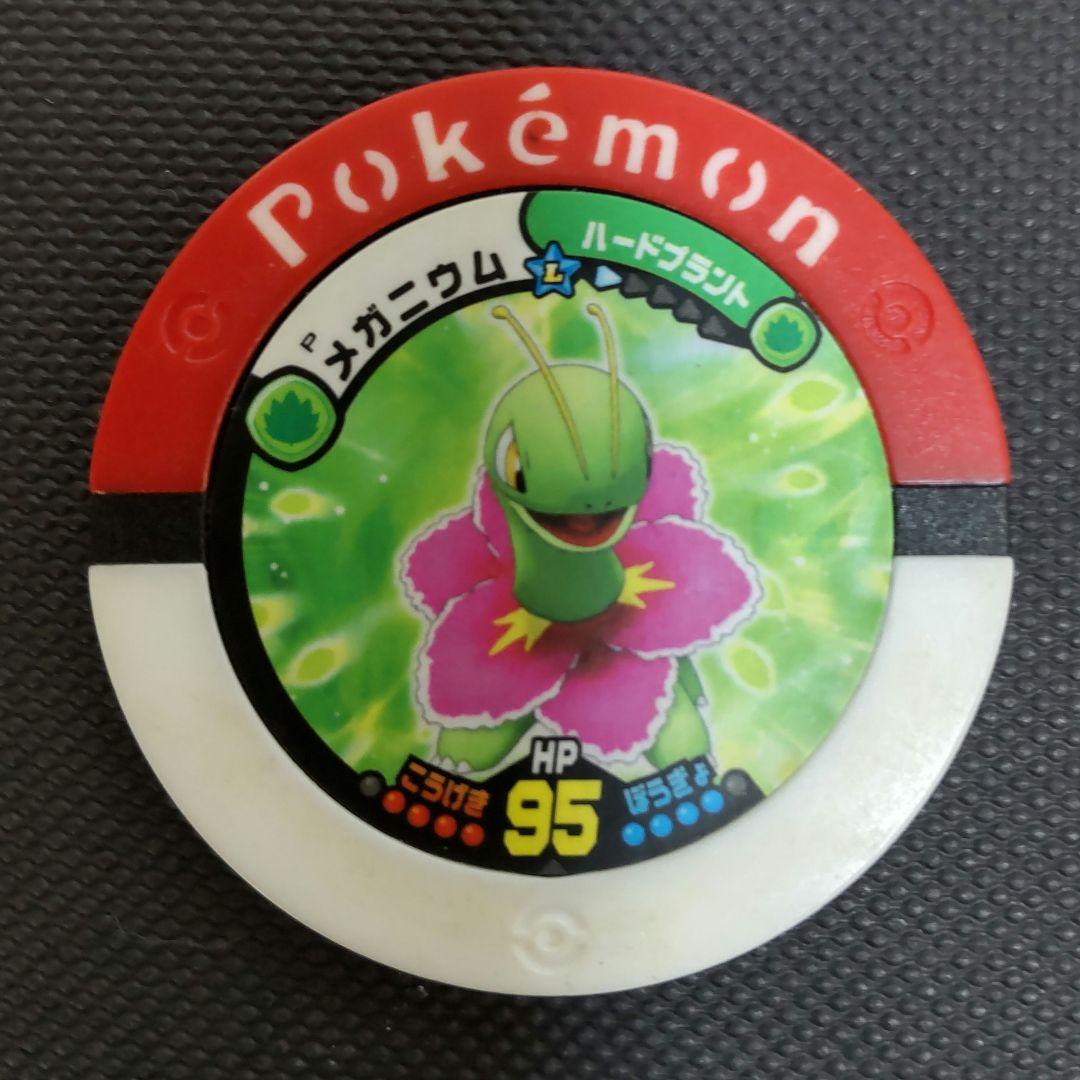 Pokémon
P メガニウム
L
ハードプラント
HP
95
こうげき
ぼうぎょ